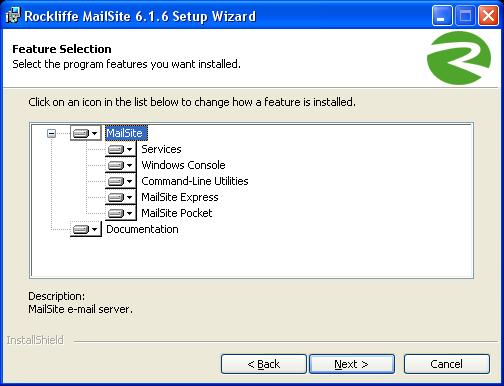 Rockliffe MailSite 6.1.6 Setup Wizard
Feature Selection
Select the program features you want installed.
Click on an icon in the list below to change how a feature is installed.
MailSite
Services
Windows Console
Command-Line Utilities
MailSite Express
MailSite Pocket
Documentation
Description:
MailSite e-mail server.
InstallShield
< Back
Next >
Cancel